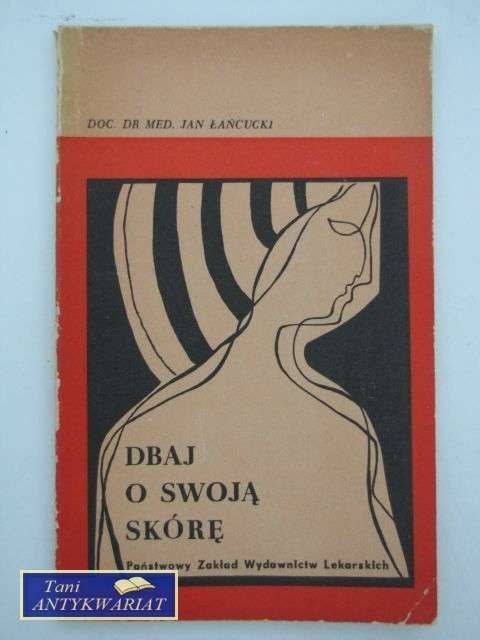 DOC. DR MED. JAN ŁAŃCUCKI
DBAJ
O SWOJĄ
SKÓRĘ
Państwowy Zakład Wydawnictw Lekarskich
Tani
ANTYKWARIAT